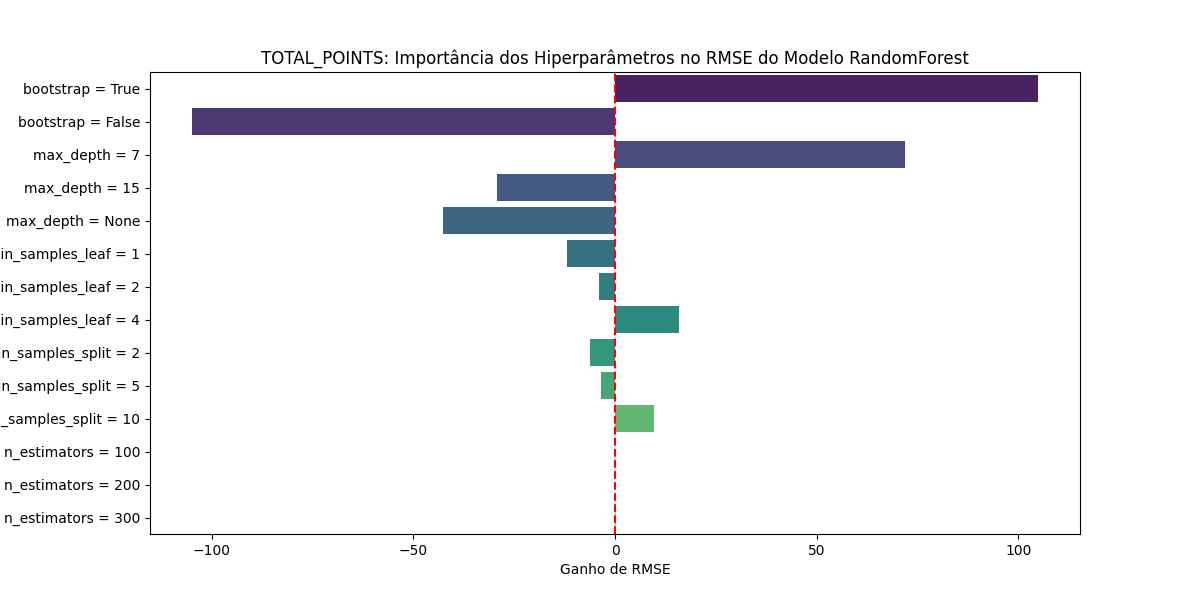 TOTAL_POINTS: Importância dos Hiperparâmetros no RMSE do Modelo RandomForest
bootstrap = True
bootstrap = False
max_depth = 7
max_depth = 15
max_depth = None
in_samples_leaf = 1
in_samples_leaf = 2
in_samples_leaf = 4
n_samples_split = 2
n_samples_split = 5
_samples_split = 10
n_estimators = 100
n_estimators = 200
n_estimators = 300
−100 −50 0 50 100
Ganho de RMSE